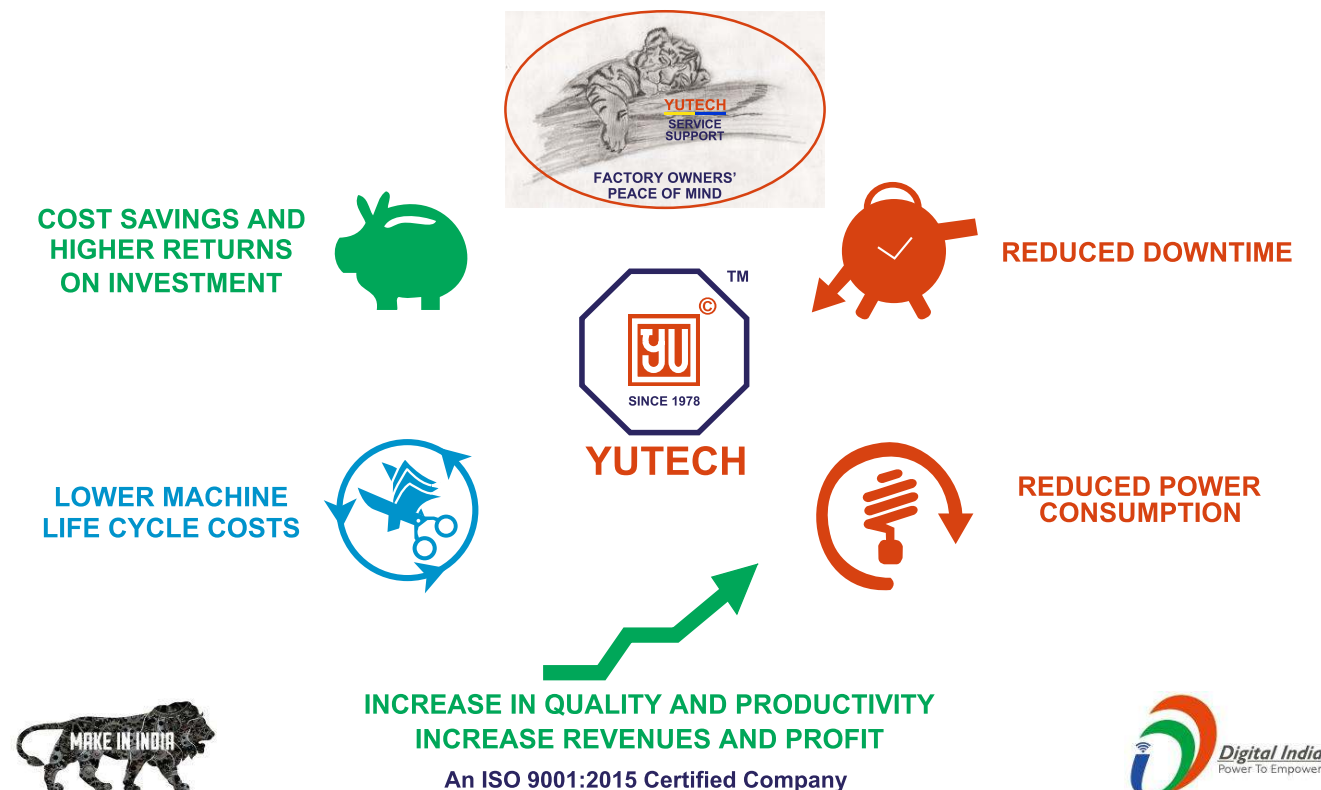 YUTECH
SERVICE
SUPPORT
FACTORY OWNERS'
PEACE OF MIND
COST SAVINGS AND
HIGHER RETURNS
ON INVESTMENT
REDUCED DOWNTIME
TM
©
YU
SINCE 1978
YUTECH
LOWER MACHINE
LIFE CYCLE COSTS
REDUCED POWER
CONSUMPTION
INCREASE IN QUALITY AND PRODUCTIVITY
INCREASE REVENUES AND PROFIT
An ISO 9001:2015 Certified Company
MAKE IN INDIA
Digital India
Power To Empower